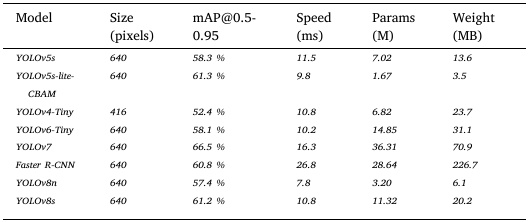 Model Size (pixels) mAP@0.5-0.95 Speed (ms) Params (M) Weight (MB)
YOLOv5s 640 58.3 % 11.5 7.02 13.6
YOLOv5s-lite-CBAM 640 61.3 % 9.8 1.67 3.5
YOLOv4-Tiny 416 52.4 % 10.8 6.82 23.7
YOLOv6-Tiny 640 58.1 % 10.2 14.85 31.1
YOLOv7 640 66.5 % 16.3 36.31 70.9
Faster R-CNN 640 60.8 % 26.8 28.64 226.7
YOLOv8n 640 57.4 % 7.8 3.20 6.1
YOLOv8s 640 61.2 % 10.8 11.32 20.2